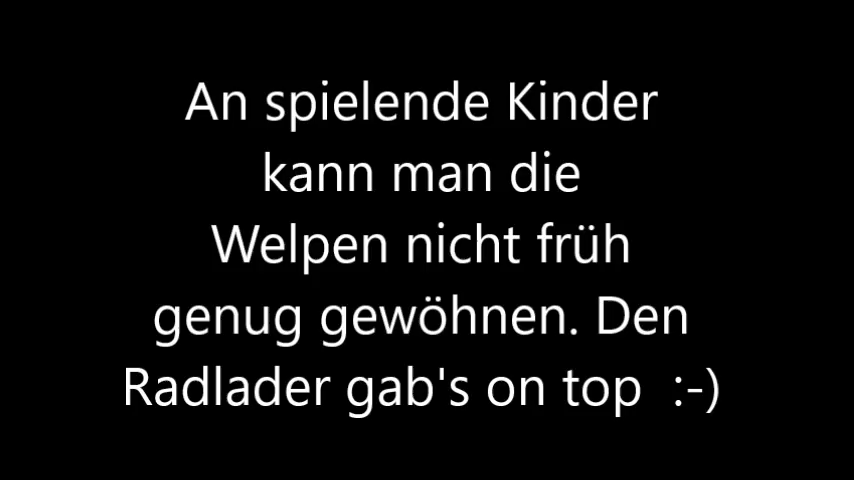 An spielende Kinder
kann man die
Welpen nicht früh
genug gewöhnen. Den
Radlader gab's on top  :-)